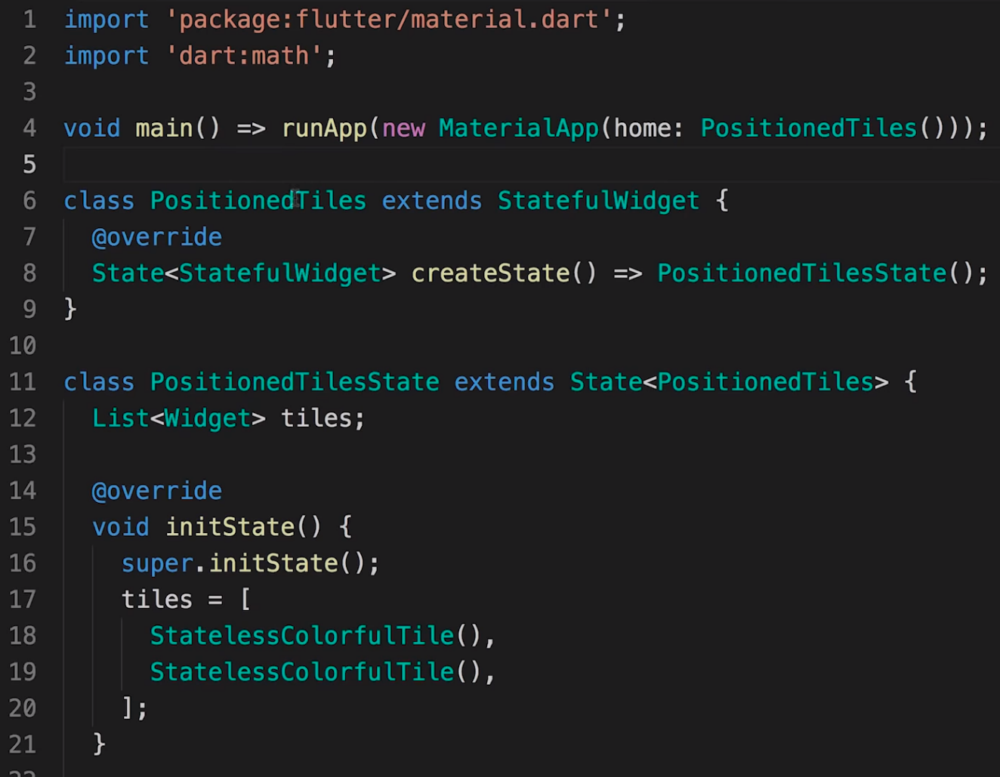 1 import 'package:flutter/material.dart';
2 import 'dart:math';
3
4 void main() => runApp(new MaterialApp(home: PositionedTiles()));
5
6 class PositionedTiles extends StatefulWidget {
7   @override
8   State<StatefulWidget> createState() => PositionedTilesState();
9 }
10
11 class PositionedTilesState extends State<PositionedTiles> {
12   List<Widget> tiles;
13
14   @override
15   void initState() {
16     super.initState();
17     tiles = [
18       StatelessColorfulTile(),
19       StatelessColorfulTile(),
20     ];
21   }